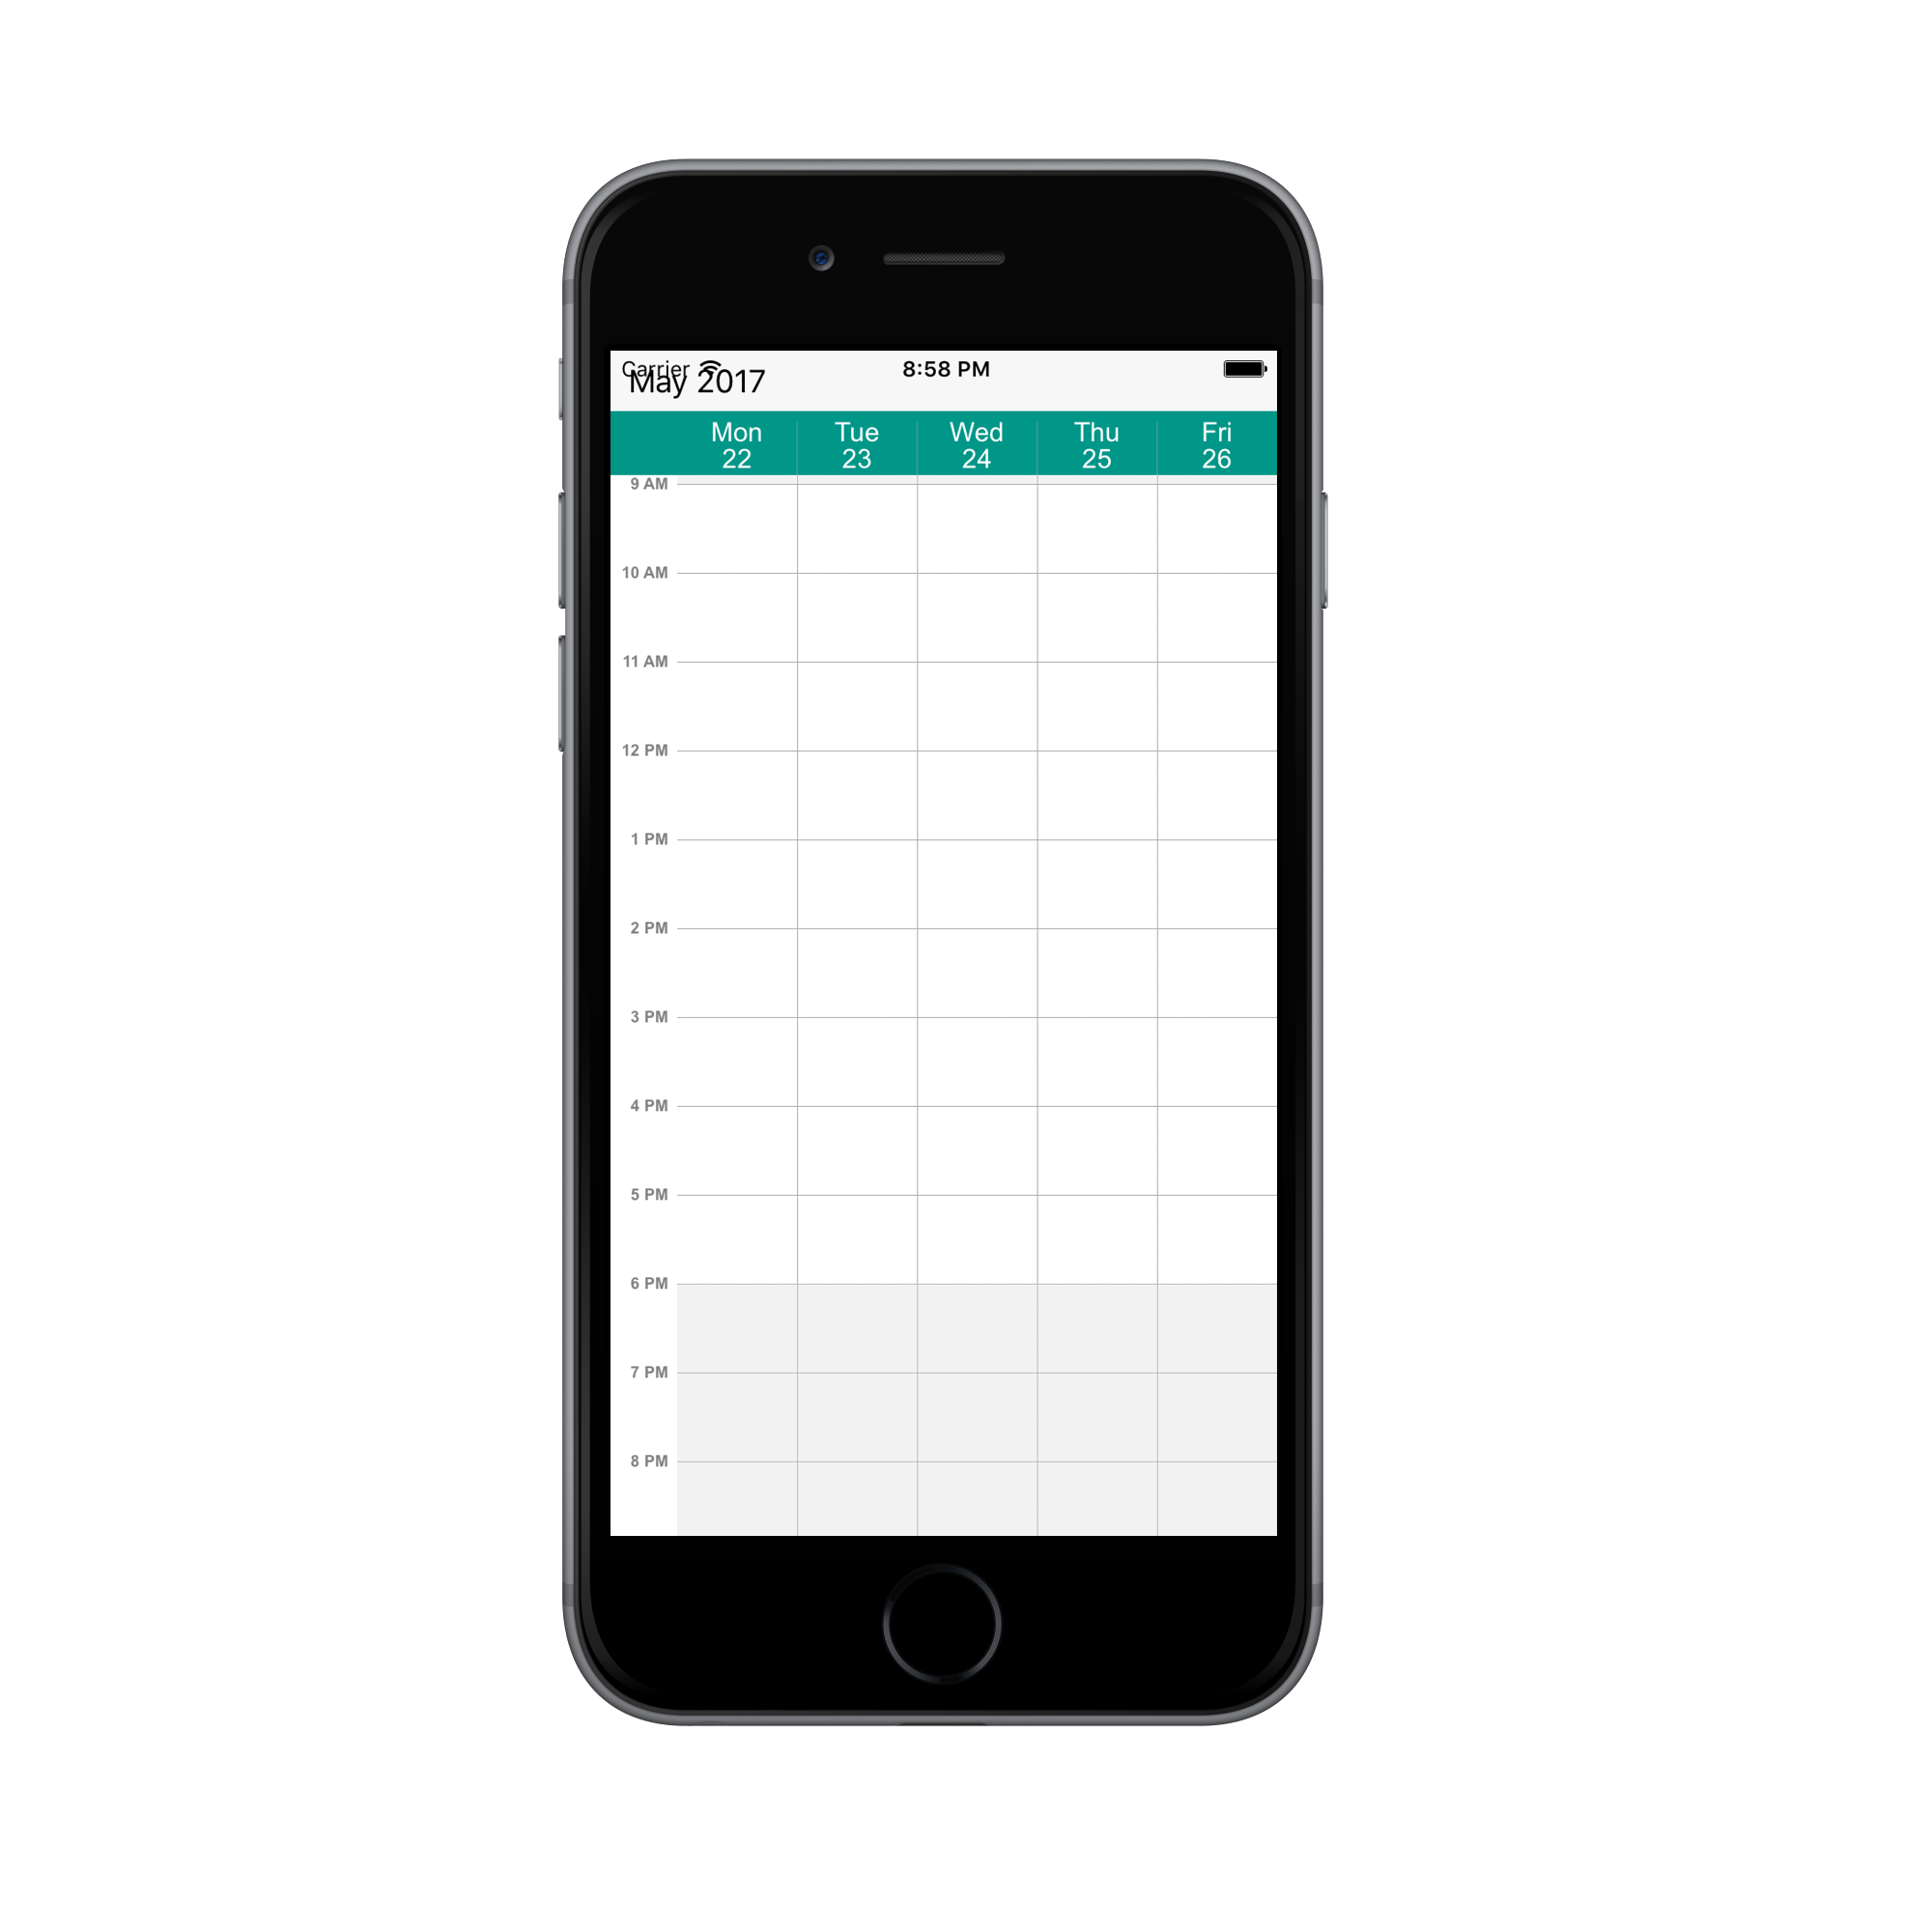 Carrier 8:58 PM
May 2017
Mon Tue Wed Thu Fri
22 23 24 25 26
9 AM
10 AM
11 AM
12 PM
1 PM
2 PM
3 PM
4 PM
5 PM
6 PM
7 PM
8 PM